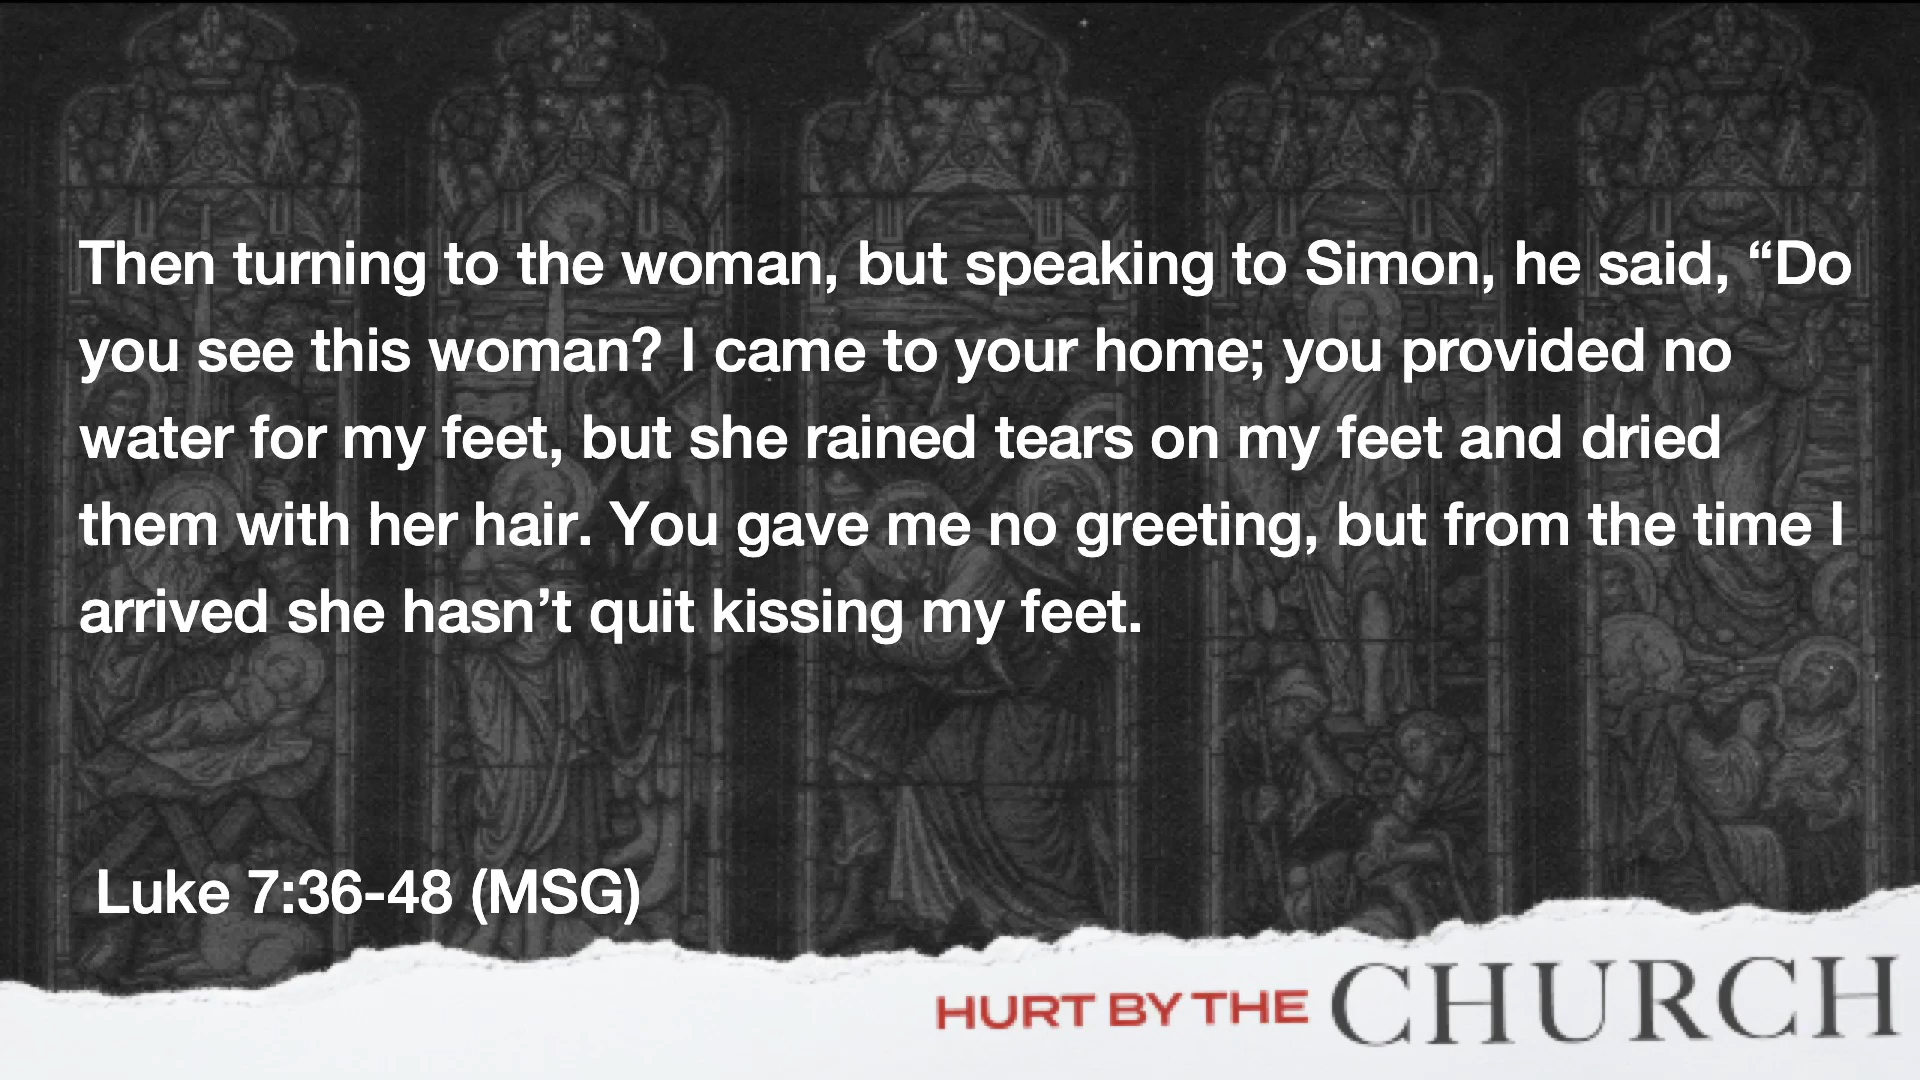 Then turning to the woman, but speaking to Simon, he said, “Do
you see this woman? I came to your home; you provided no
water for my feet, but she rained tears on my feet and dried
them with her hair. You gave me no greeting, but from the time I
arrived she hasn’t quit kissing my feet.
Luke 7:36-48 (MSG)
HURT BY THE CHURCH